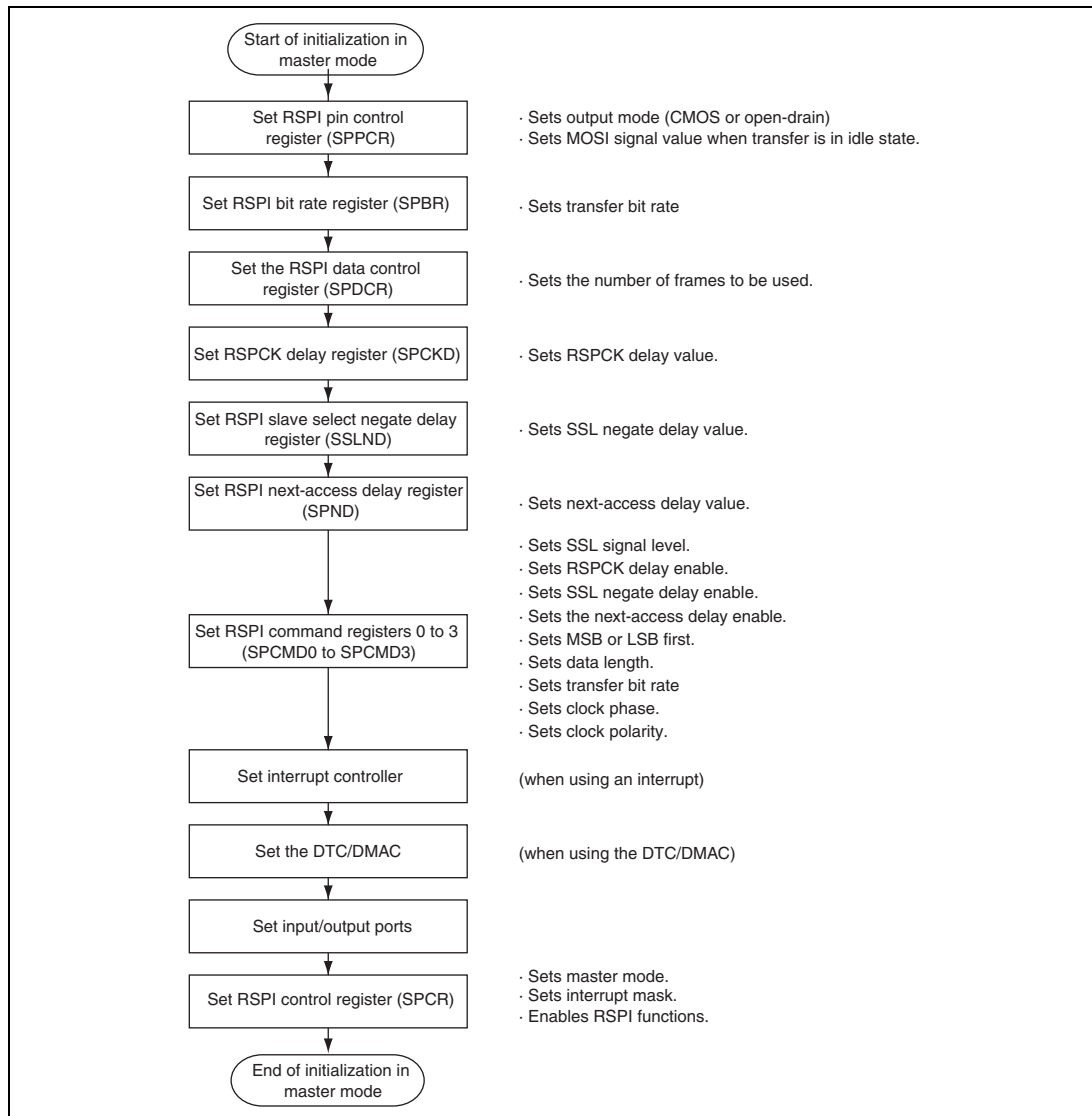 Start of initialization in
master mode
Set RSPI pin control
register (SPPCR)
· Sets output mode (CMOS or open-drain)
· Sets MOSI signal value when transfer is in idle state.
Set RSPI bit rate register (SPBR)
· Sets transfer bit rate
Set the RSPI data control
register (SPDCR)
· Sets the number of frames to be used.
Set RSPCK delay register (SPCKD)
· Sets RSPCK delay value.
Set RSPI slave select negate delay
register (SSLND)
· Sets SSL negate delay value.
Set RSPI next-access delay register
(SPND)
· Sets next-access delay value.
Set RSPI command registers 0 to 3
(SPCMD0 to SPCMD3)
· Sets SSL signal level.
· Sets RSPCK delay enable.
· Sets SSL negate delay enable.
· Sets the next-access delay enable.
· Sets MSB or LSB first.
· Sets data length.
· Sets transfer bit rate
· Sets clock phase.
· Sets clock polarity.
Set interrupt controller
(when using an interrupt)
Set the DTC/DMAC
(when using the DTC/DMAC)
Set input/output ports
Set RSPI control register (SPCR)
· Sets master mode.
· Sets interrupt mask.
· Enables RSPI functions.
End of initialization in
master mode